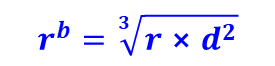 r^b = ∛(r × d²)